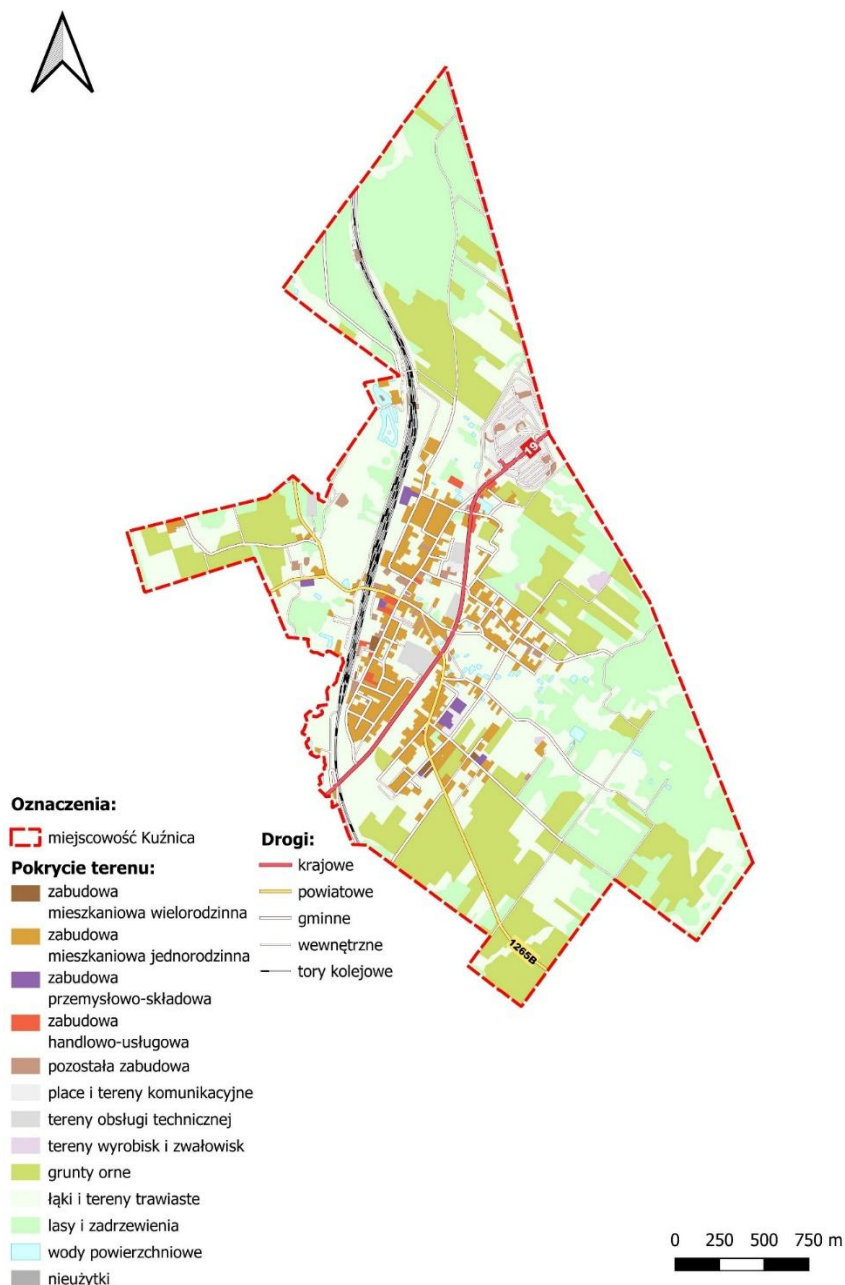 19
1265B
Oznaczenia:
miejscowość Kuźnica
Pokrycie terenu:
zabudowa
mieszkaniowa wielorodzinna
zabudowa
mieszkaniowa jednorodzinna
zabudowa
przemysłowo-składowa
zabudowa
handlowo-usługowa
pozostała zabudowa
place i tereny komunikacyjne
tereny obsługi technicznej
tereny wyrobisk i zwałowisk
grunty orne
łąki i tereny trawiaste
lasy i zadrzewienia
wody powierzchniowe
nieużytki
Drogi:
krajowe
powiatowe
gminne
wewnętrzne
tory kolejowe
0 250 500 750 m